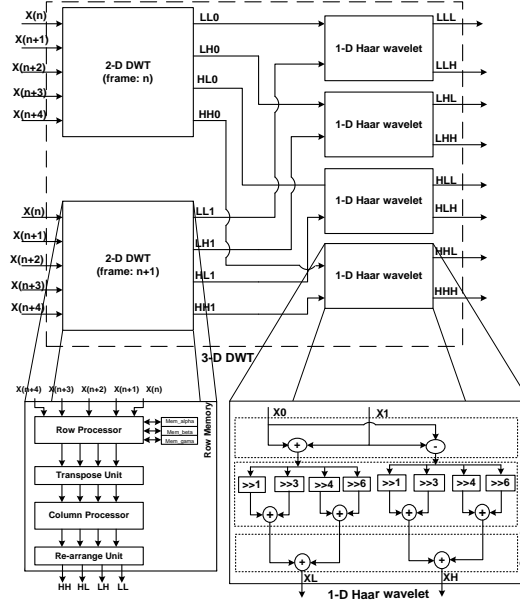 X(n)
X(n+1)
X(n+2)
X(n+3)
X(n+4)
2-D DWT
(frame: n)
LL0
LH0
HL0
HH0
1-D Haar wavelet
LLL
LLH
1-D Haar wavelet
LHL
LHH
1-D Haar wavelet
HLL
HLH
1-D Haar wavelet
HHL
HHH
X(n)
X(n+1)
X(n+2)
X(n+3)
X(n+4)
2-D DWT
(frame: n+1)
LL1
LH1
HL1
HH1
3-D DWT
X(n+4) X(n+3) X(n+2) X(n+1) X(n)
Row Processor
Mem_alpha
Mem_beta
Mem_gama
Row Memory
Transpose Unit
Column Processor
Re-arrange Unit
HH HL LH LL
X0 X1
+ -
>>1 >>3 >>4 >>6 >>1 >>3 >>4 >>6
+ + + +
+ +
XL XH
1-D Haar wavelet